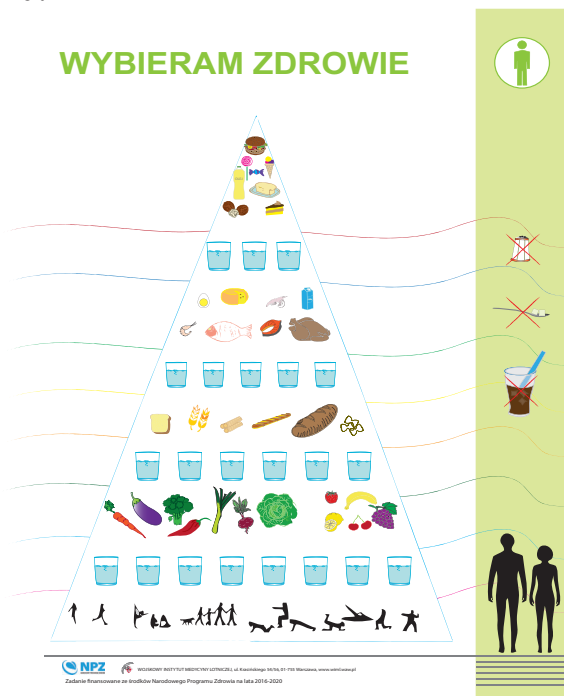 WYBIERAM ZDROWIE
NPZ
WOJSKOWY INSTYTUT MEDYCYNY LOTNICZEJ, ul. Krasińskiego 54/56, 01-755 Warszawa, www.wiml.waw.pl
Zadanie finansowane ze środków Narodowego Programu Zdrowia na lata 2016-2020